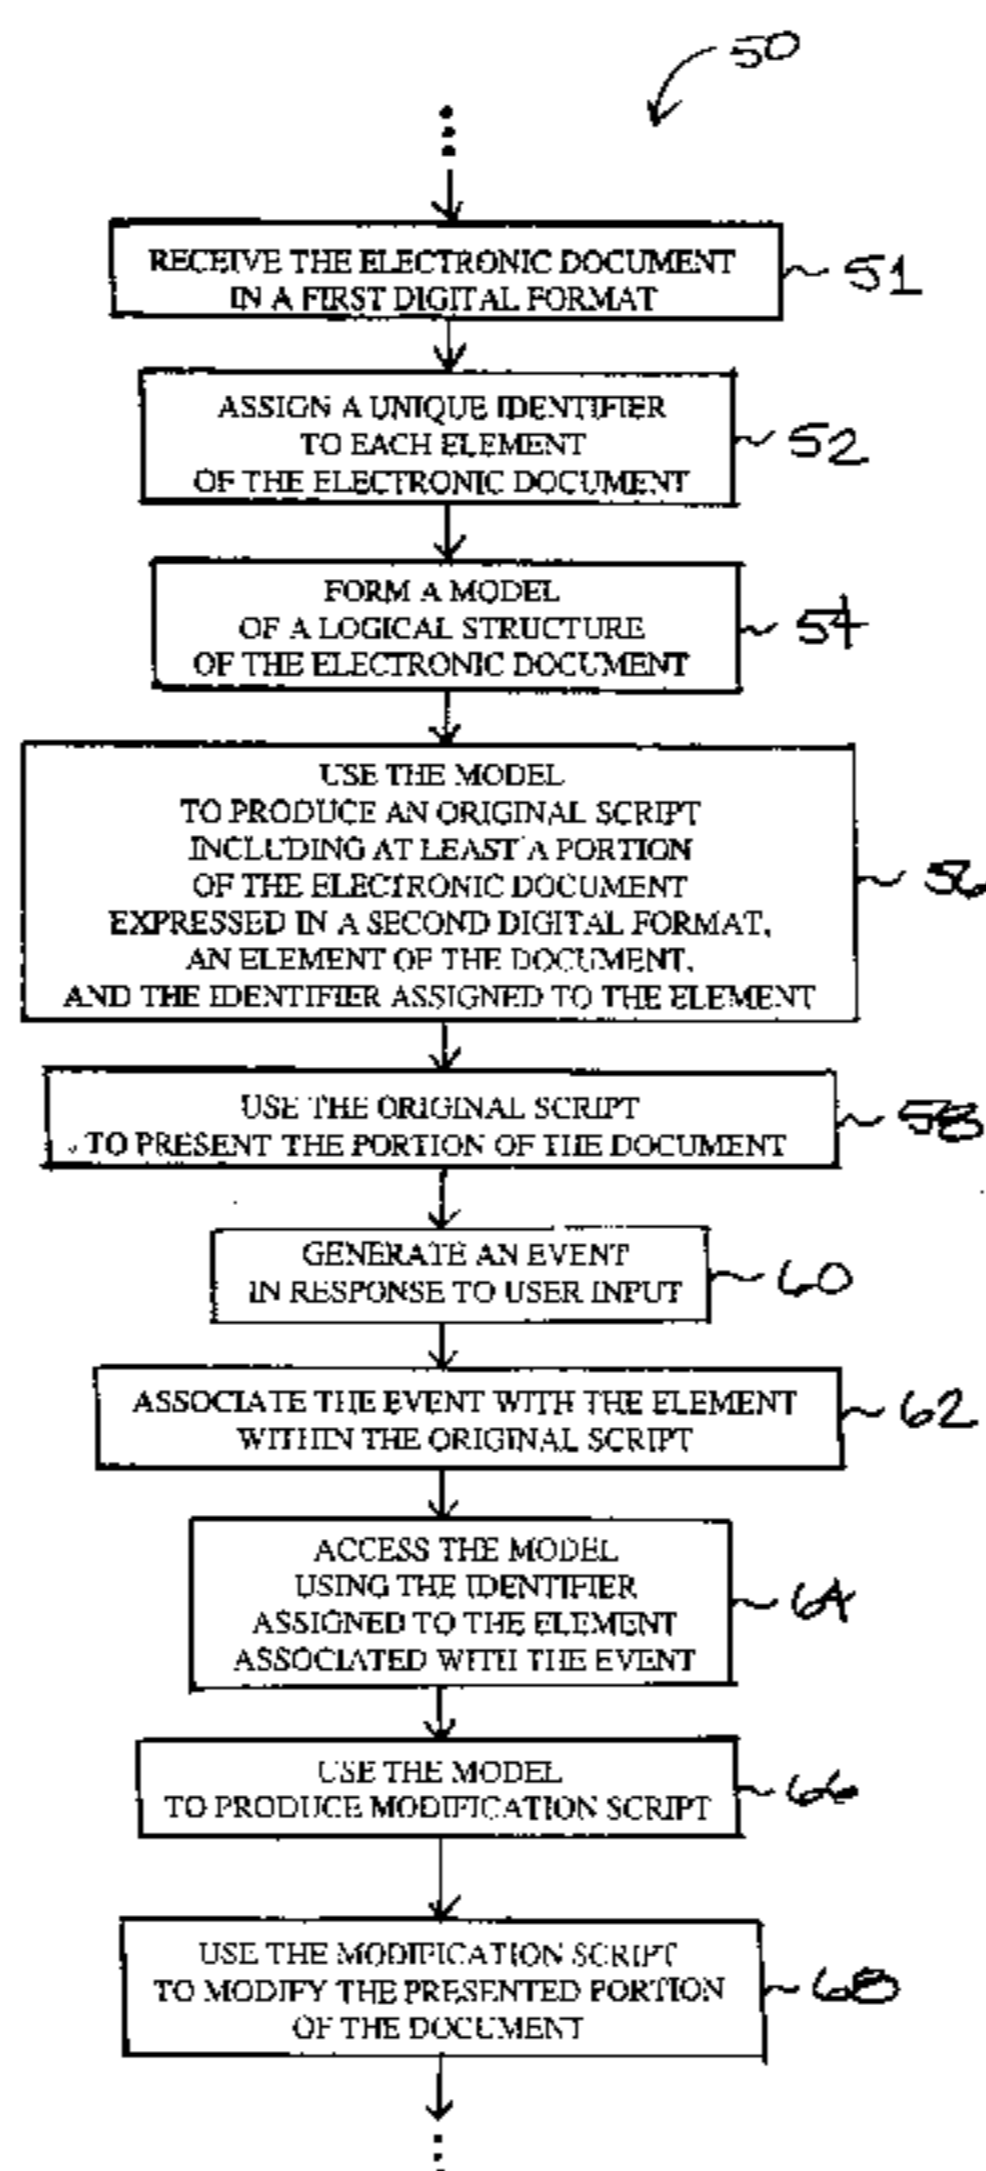 50
RECEIVE THE ELECTRONIC DOCUMENT
IN A FIRST DIGITAL FORMAT
51
ASSIGN A UNIQUE IDENTIFIER
TO EACH ELEMENT
OF THE ELECTRONIC DOCUMENT
52
FORM A MODEL
OF A LOGICAL STRUCTURE
OF THE ELECTRONIC DOCUMENT
54
USE THE MODEL
TO PRODUCE AN ORIGINAL SCRIPT
INCLUDING AT LEAST A PORTION
OF THE ELECTRONIC DOCUMENT
EXPRESSED IN A SECOND DIGITAL FORMAT,
AN ELEMENT OF THE DOCUMENT,
AND THE IDENTIFIER ASSIGNED TO THE ELEMENT
56
USE THE ORIGINAL SCRIPT
TO PRESENT THE PORTION OF THE DOCUMENT
58
GENERATE AN EVENT
IN RESPONSE TO USER INPUT
60
ASSOCIATE THE EVENT WITH THE ELEMENT
WITHIN THE ORIGINAL SCRIPT
62
ACCESS THE MODEL
USING THE IDENTIFIER
ASSIGNED TO THE ELEMENT
ASSOCIATED WITH THE EVENT
64
USE THE MODEL
TO PRODUCE MODIFICATION SCRIPT
66
USE THE MODIFICATION SCRIPT
TO MODIFY THE PRESENTED PORTION
OF THE DOCUMENT
68